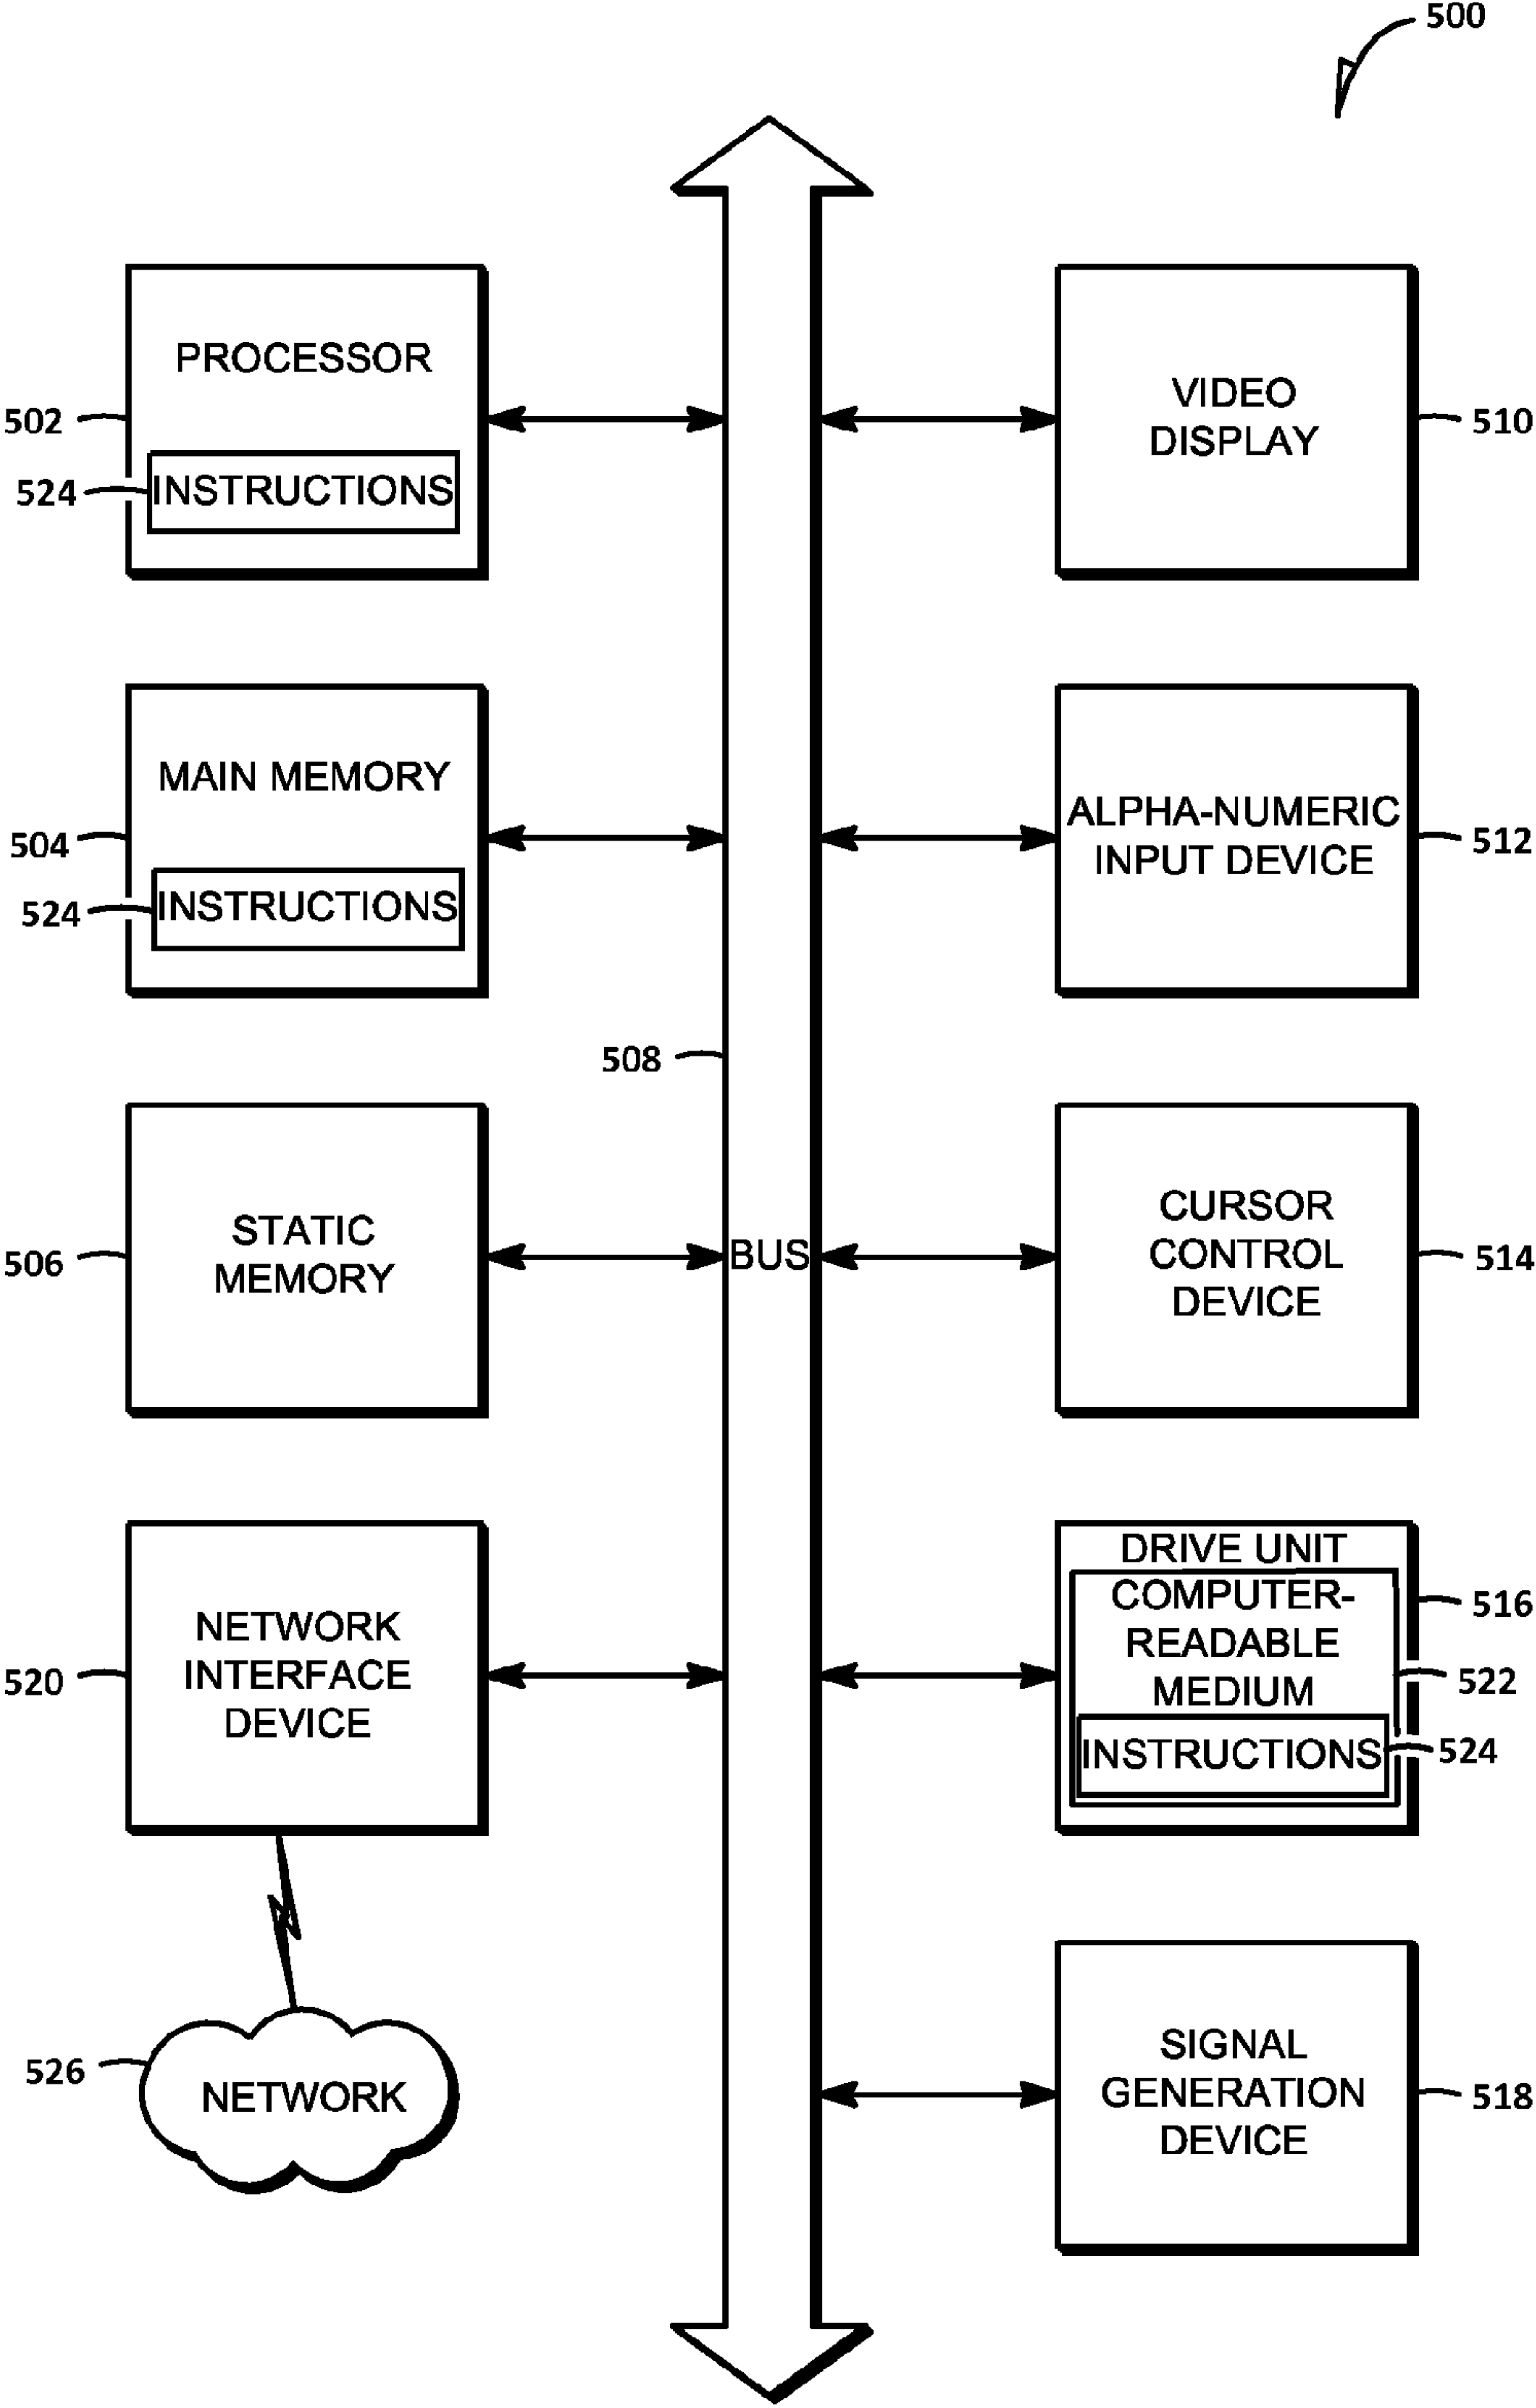 500
PROCESSOR
502
524
INSTRUCTIONS
VIDEO
DISPLAY
510
MAIN MEMORY
504
524
INSTRUCTIONS
ALPHA-NUMERIC
INPUT DEVICE
512
508
STATIC
MEMORY
506
BUS
CURSOR
CONTROL
DEVICE
514
NETWORK
INTERFACE
DEVICE
520
DRIVE UNIT
COMPUTER-
READABLE
MEDIUM
INSTRUCTIONS
516
522
524
526
NETWORK
SIGNAL
GENERATION
DEVICE
518